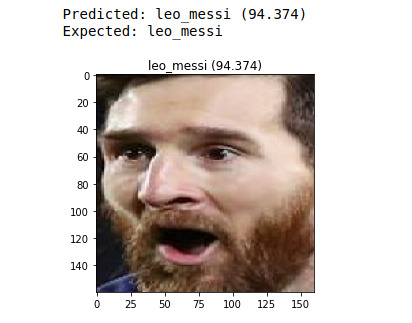 Predicted: leo_messi (94.374)
Expected: leo_messi
leo_messi (94.374)
0
20
40
60
80
100
120
140
0 25 50 75 100 125 150